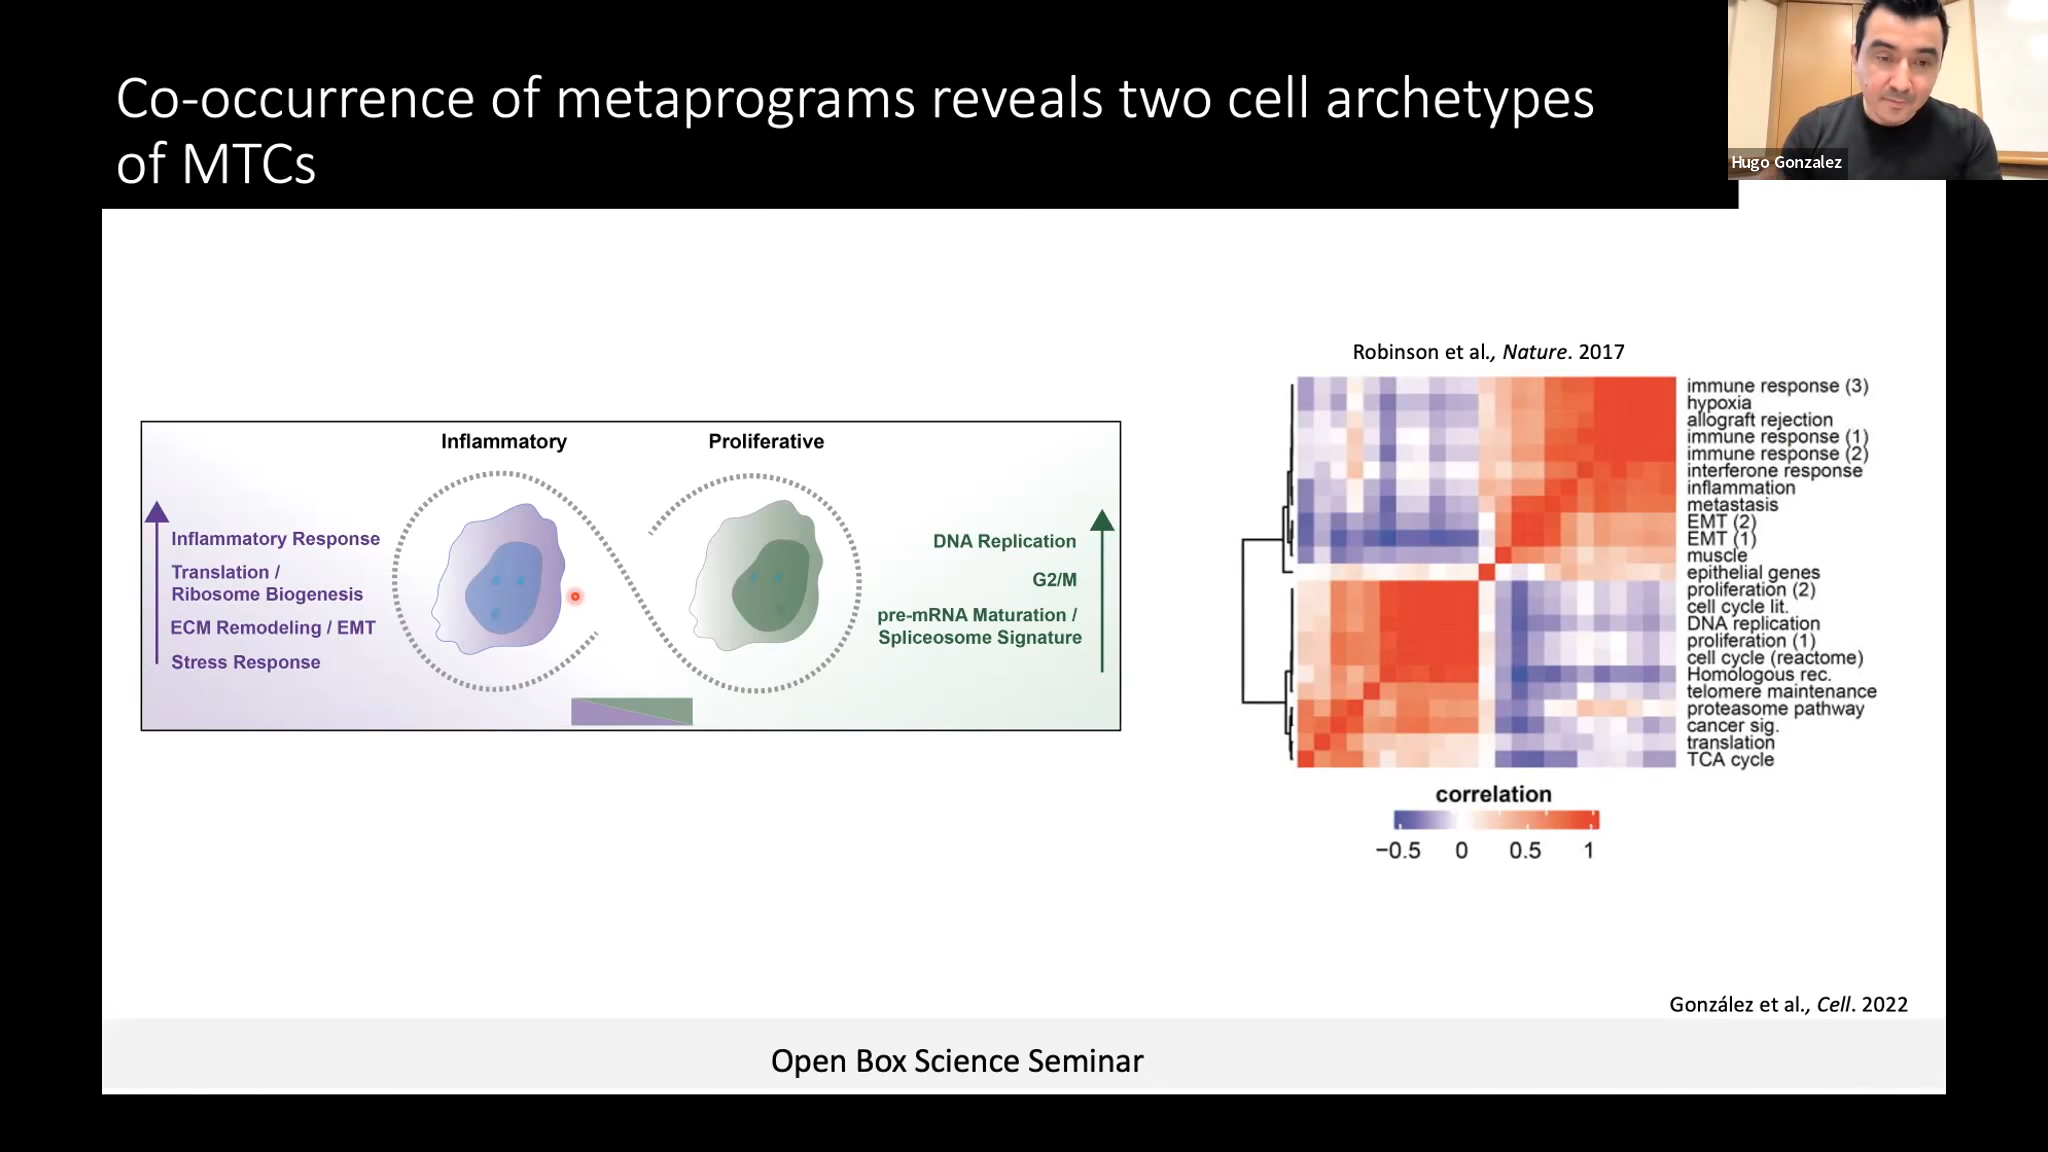 Co-occurrence of metaprograms reveals two cell archetypes
of MTCs
Hugo Gonzalez
Inflammatory
Proliferative
Inflammatory Response
Translation /
Ribosome Biogenesis
ECM Remodeling / EMT
Stress Response
DNA Replication
G2/M
pre-mRNA Maturation /
Spliceosome Signature
Robinson et al., Nature. 2017
immune response (3)
hypoxia
allograft rejection
immune response (1)
immune response (2)
interferone response
inflammation
metastasis
EMT (2)
EMT (1)
muscle
epithelial genes
proliferation (2)
cell cycle lit.
DNA replication
proliferation (1)
cell cycle (reactome)
Homologous rec.
telomere maintenance
proteasome pathway
cancer sig.
translation
TCA cycle
correlation
−0.5 0 0.5 1
González et al., Cell. 2022
Open Box Science Seminar